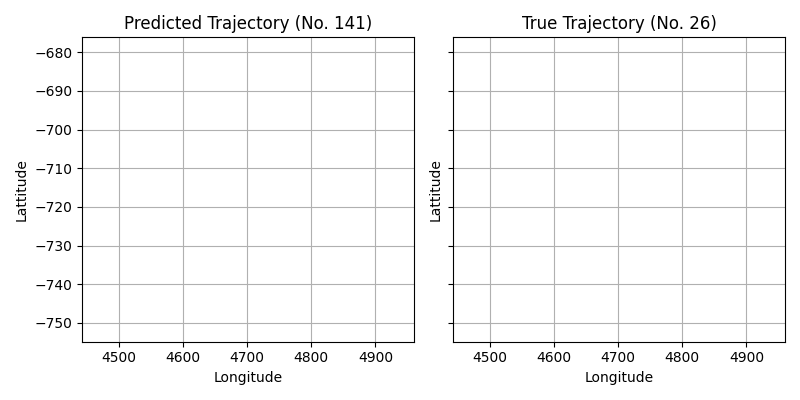 Predicted Trajectory (No. 141)
True Trajectory (No. 26)
−680
−690
−700
−710
−720
−730
−740
−750
Lattitude
Lattitude
4500 4600 4700 4800 4900
4500 4600 4700 4800 4900
Longitude
Longitude